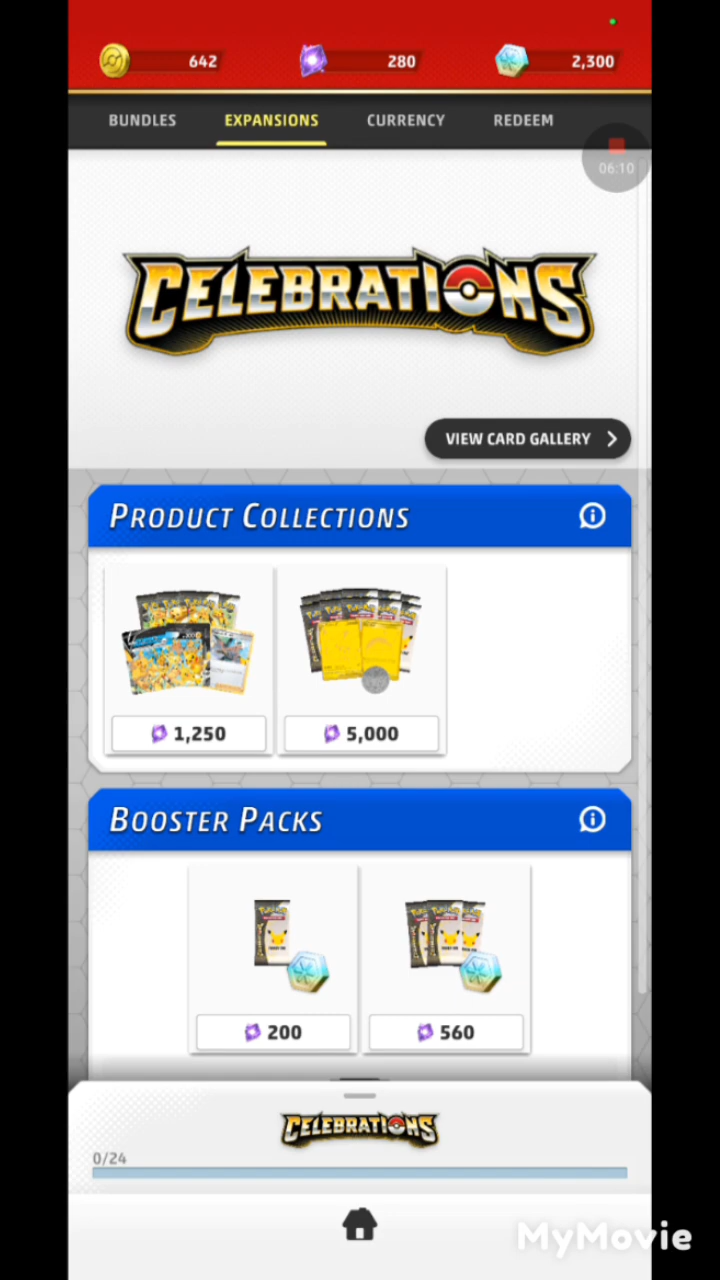 642 280 2,300
BUNDLES EXPANSIONS CURRENCY REDEEM
06:10
CELEBRATIONS
VIEW CARD GALLERY
PRODUCT COLLECTIONS
1,250 5,000
BOOSTER PACKS
200 560
CELEBRATIONS
0/24
MyMovie